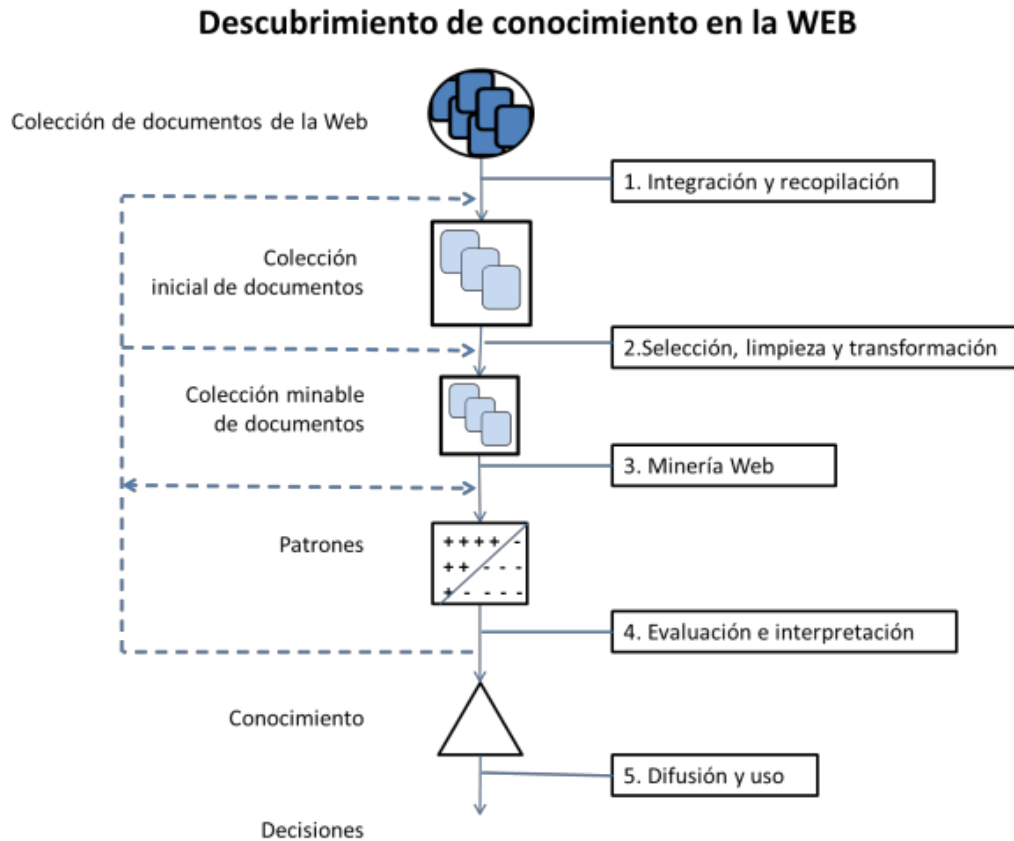 Descubrimiento de conocimiento en la WEB
Colección de documentos de la Web
1. Integración y recopilación
Colección
inicial de documentos
2.Selección, limpieza y transformación
Colección minable
de documentos
3. Minería Web
Patrones
+ + + + -
+ + - - -
+ - - - -
4. Evaluación e interpretación
Conocimiento
5. Difusión y uso
Decisiones